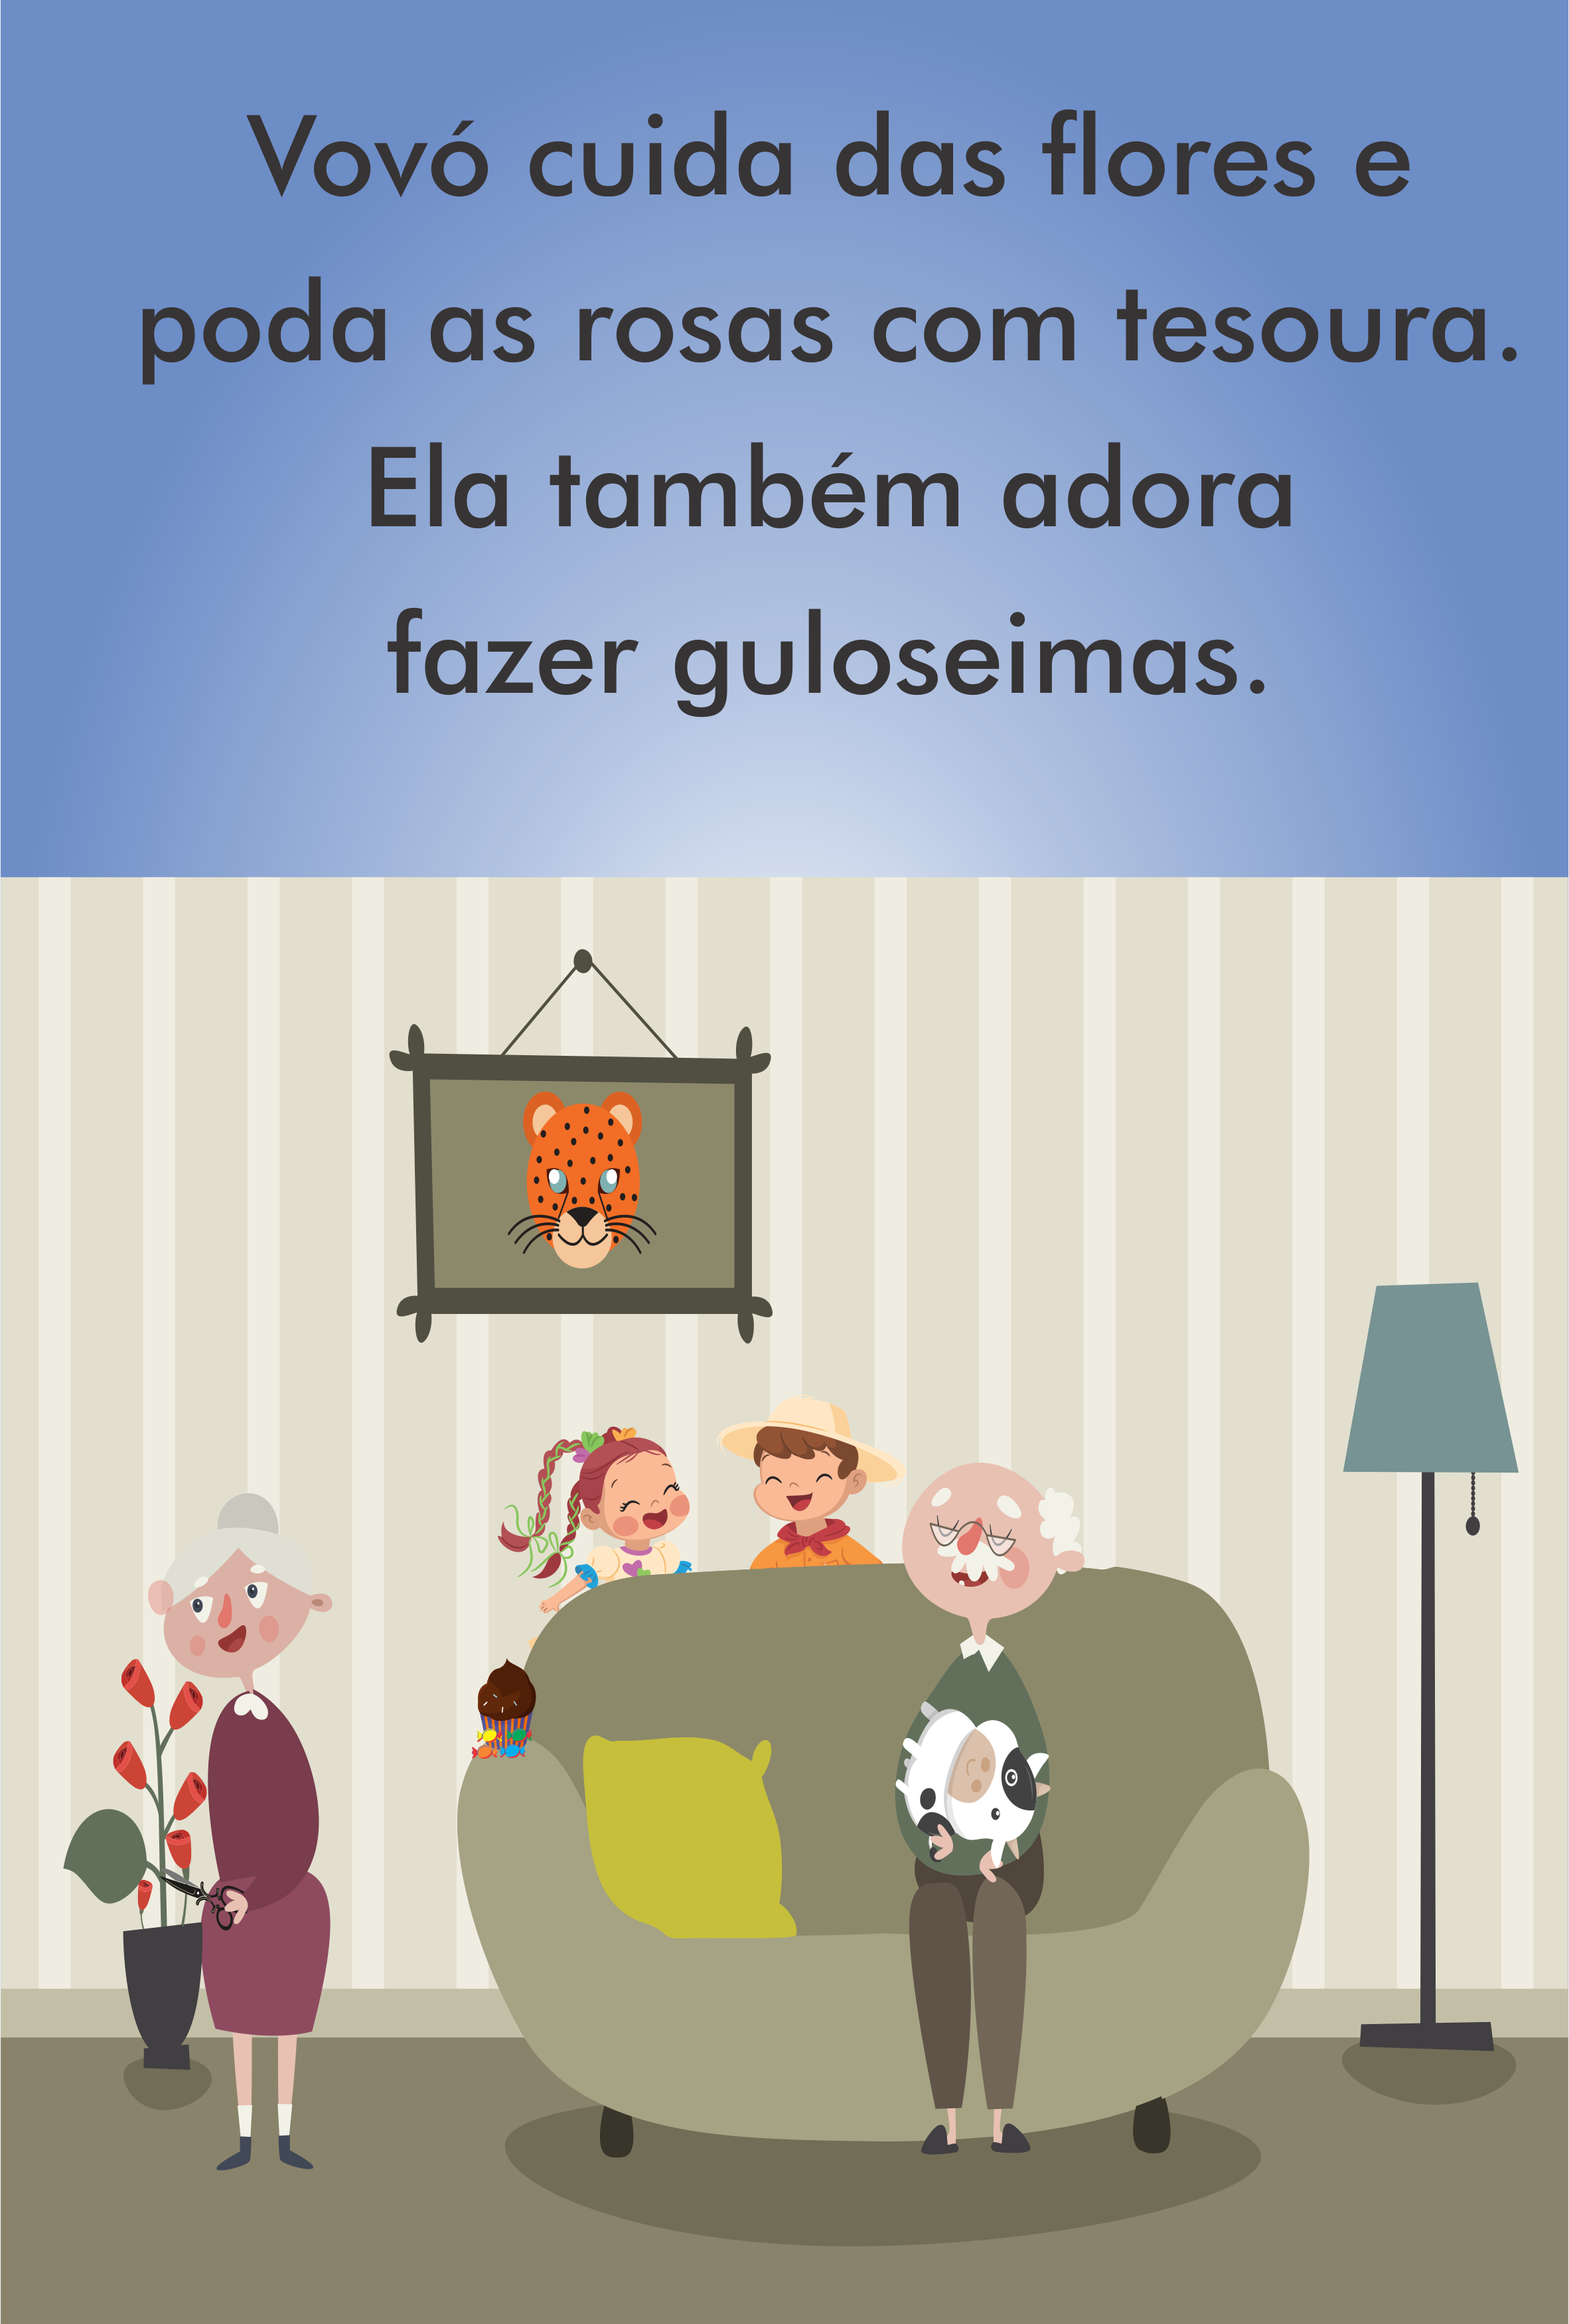 Vovó cuida das flores e
poda as rosas com tesoura.
Ela também adora
fazer guloseimas.